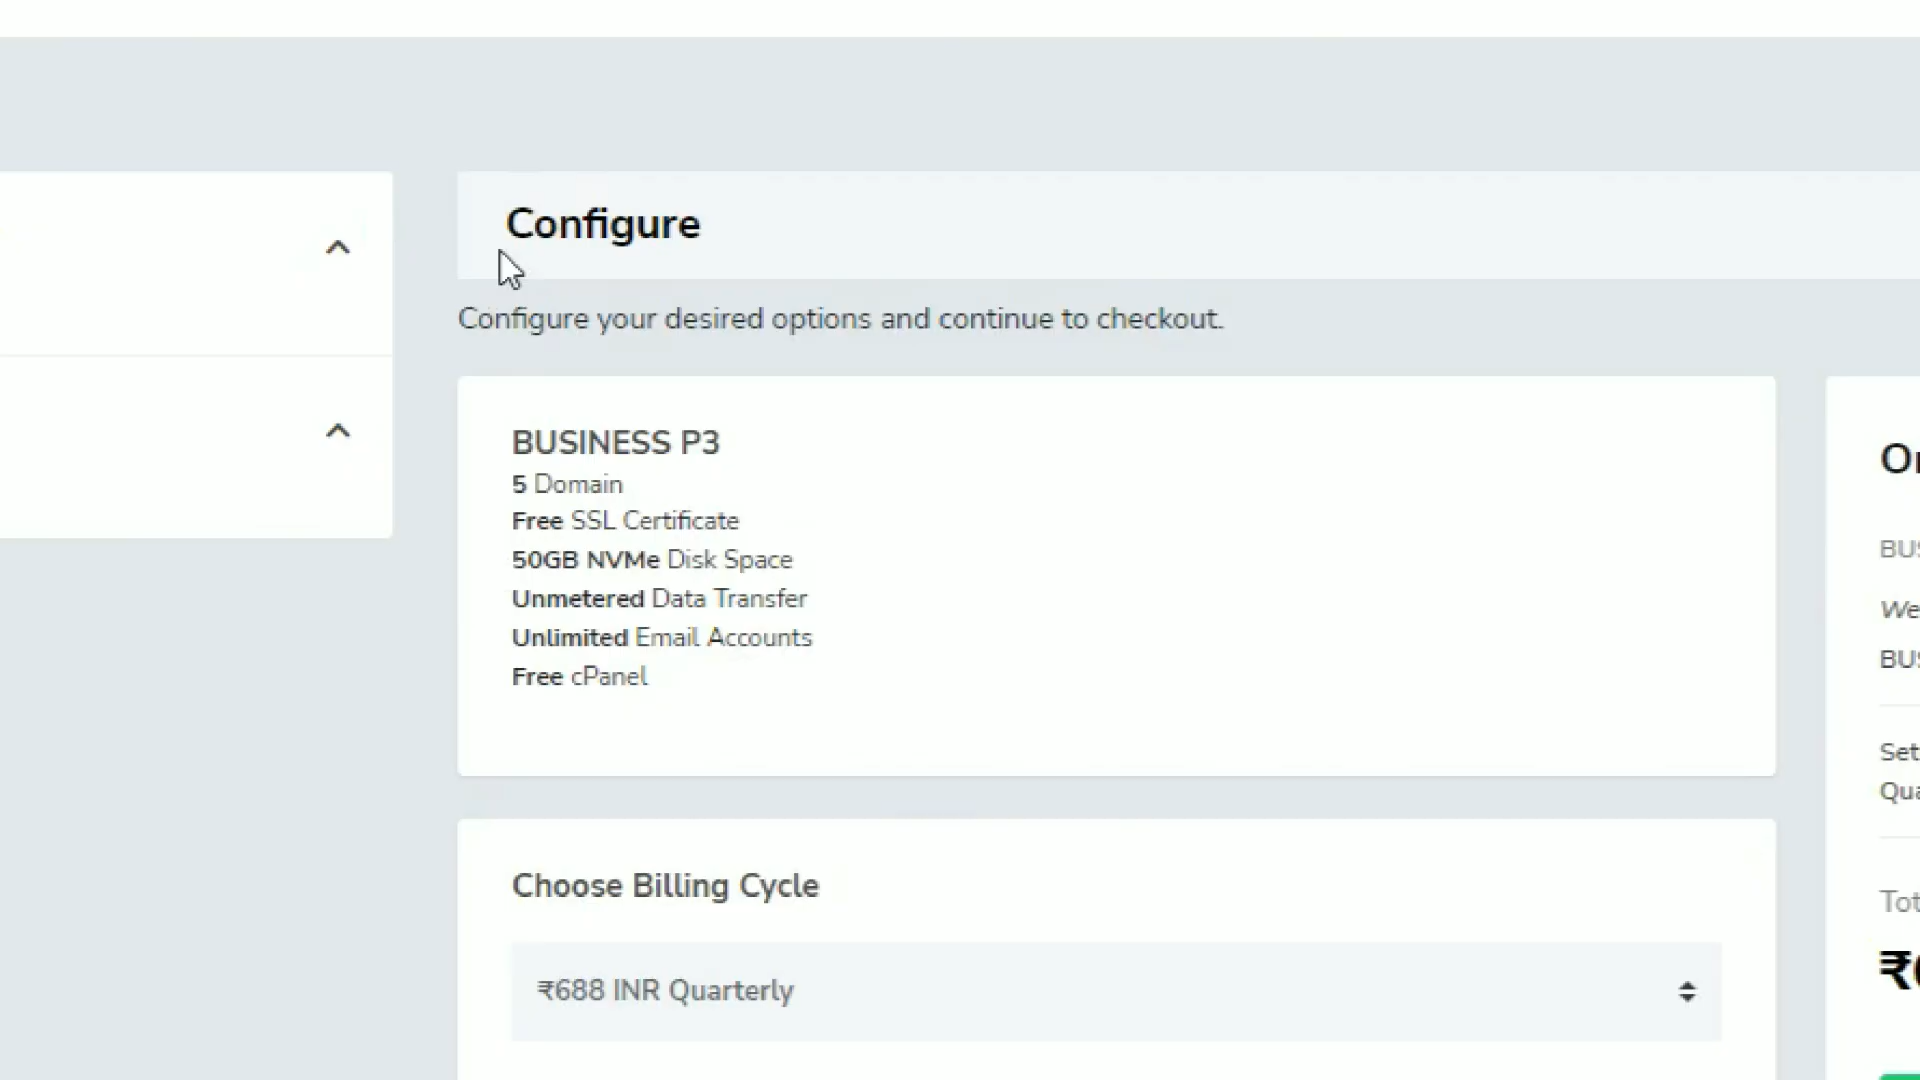 Configure
Configure your desired options and continue to checkout.
BUSINESS P3
5 Domain
Free SSL Certificate
50GB NVMe Disk Space
Unmetered Data Transfer
Unlimited Email Accounts
Free cPanel
Choose Billing Cycle
₹688 INR Quarterly